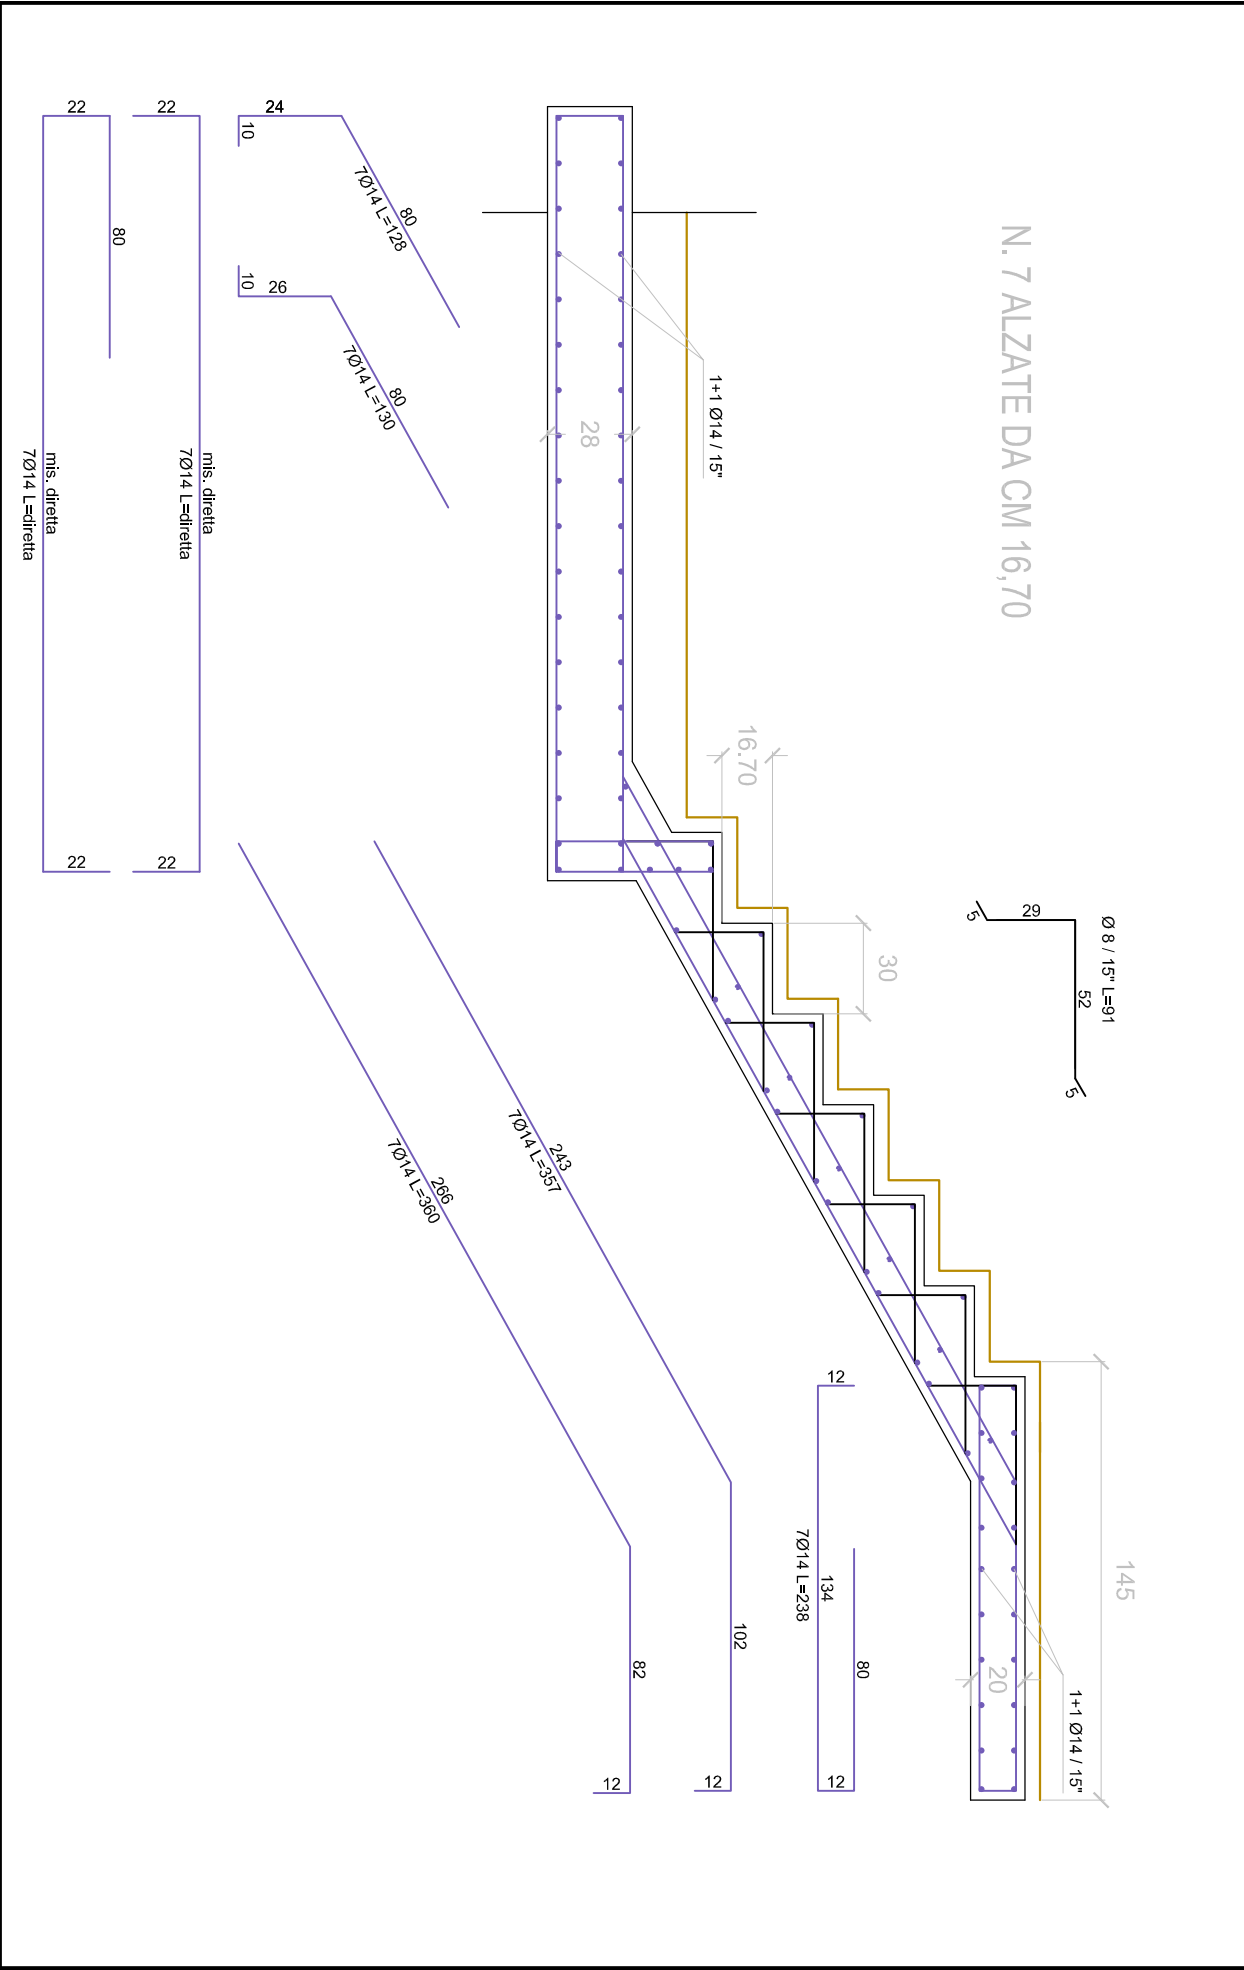 N. 7 ALZATE DA CM 16,70
Ø 8 / 15" L=91
5
29
52
5
145
30
16.70
1+1 Ø14 / 15"
28
1+1 Ø14 / 15"
20
12
134
7Ø14 L=238
80
12
24
10
80
7Ø14 L=128
10
26
80
7Ø14 L=130
243
7Ø14 L=357
102
12
266
7Ø14 L=360
82
12
22
mis. diretta
7Ø14 L=diretta
22
22
80
mis. diretta
7Ø14 L=diretta
22